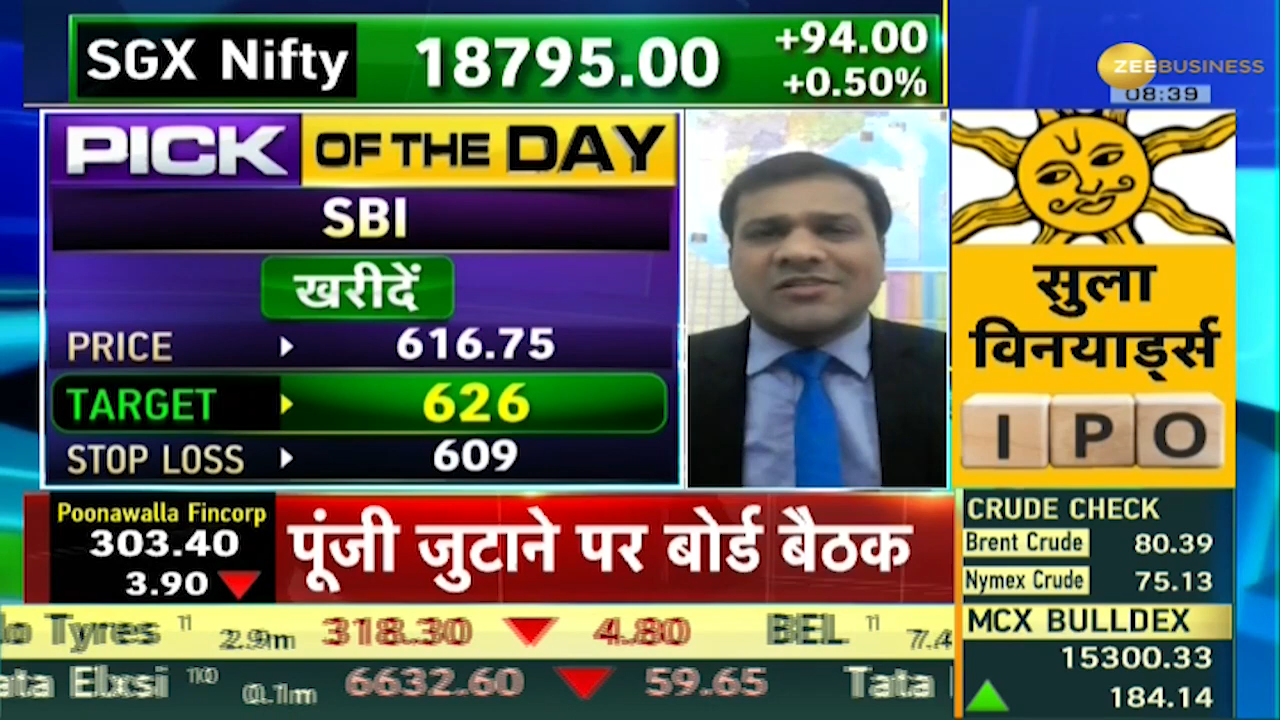 SGX Nifty 18795.00 +94.00
+0.50%
ZEEBUSINESS
08:39
PICK OF THE DAY
SBI
खरीदें
PRICE 616.75
TARGET 626
STOP LOSS 609
सुला
विनयार्ड्स
IPO
Poonawalla Fincorp
303.40
3.90
पूंजी जुटाने पर बोर्ड बैठक
CRUDE CHECK
Brent Crude 80.39
Nymex Crude 75.13
MCX BULLDEX
15300.33
184.14
Tyres 2.9m 318.30 4.80 BEL
Elxsi 0.1m 6632.60 59.65 Tata